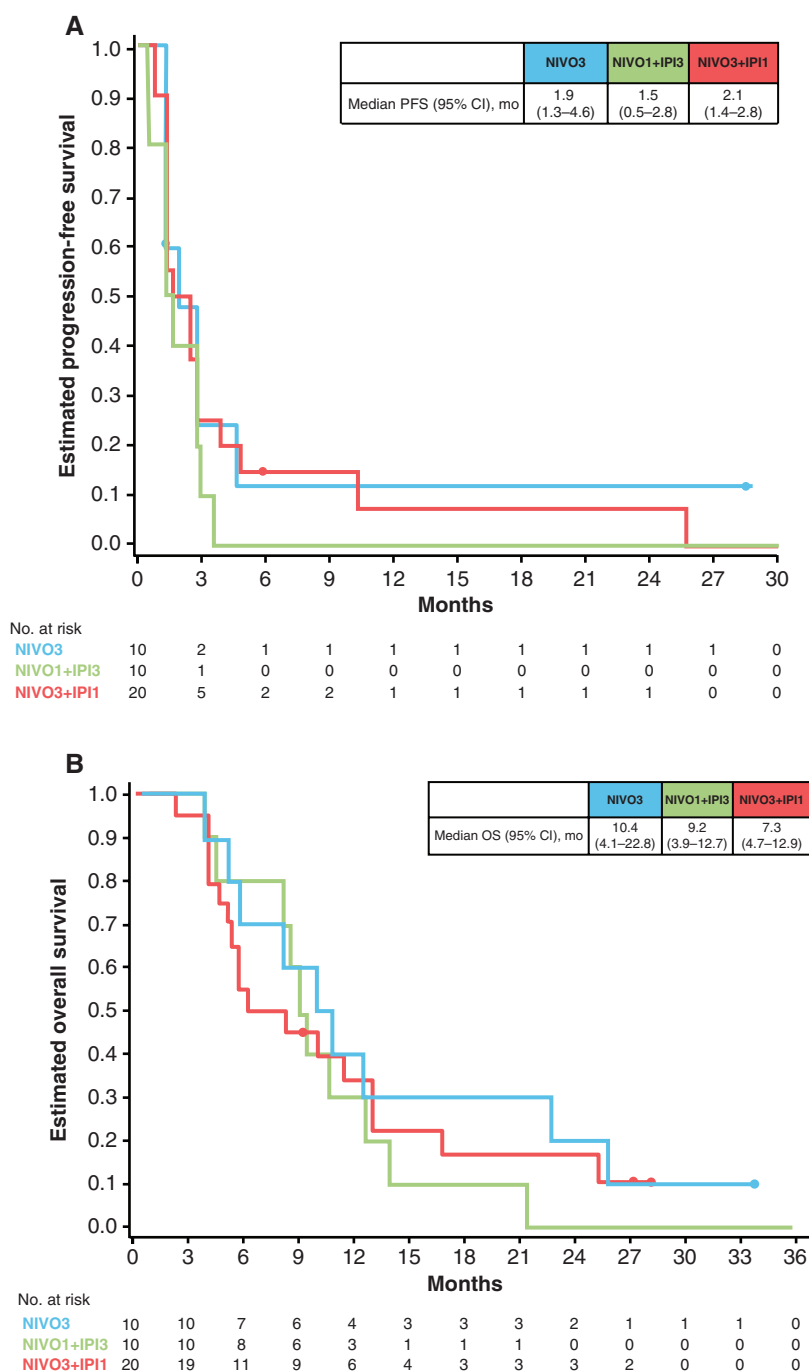 A
NIVO3 NIVO1+IPI3 NIVO3+IPI1
Median PFS (95% CI), mo 1.9 (1.3–4.6) 1.5 (0.5–2.8) 2.1 (1.4–2.8)
Estimated progression-free survival
1.0
0.9
0.8
0.7
0.6
0.5
0.4
0.3
0.2
0.1
0.0
0 3 6 9 12 15 18 21 24 27 30
Months
No. at risk
NIVO3 10 2 1 1 1 1 1 1 1 1 0
NIVO1+IPI3 10 1 0 0 0 0 0 0 0 0 0
NIVO3+IPI1 20 5 2 2 1 1 1 1 1 0 0
B
NIVO3 NIVO1+IPI3 NIVO3+IPI1
Median OS (95% CI), mo 10.4 (4.1–22.8) 9.2 (3.9–12.7) 7.3 (4.7–12.9)
Estimated overall survival
1.0
0.9
0.8
0.7
0.6
0.5
0.4
0.3
0.2
0.1
0.0
0 3 6 9 12 15 18 21 24 27 30 33 36
Months
No. at risk
NIVO3 10 10 7 6 4 3 3 3 2 1 1 1 0
NIVO1+IPI3 10 10 8 6 3 1 1 1 0 0 0 0 0
NIVO3+IPI1 20 19 11 9 6 4 3 3 3 2 0 0 0